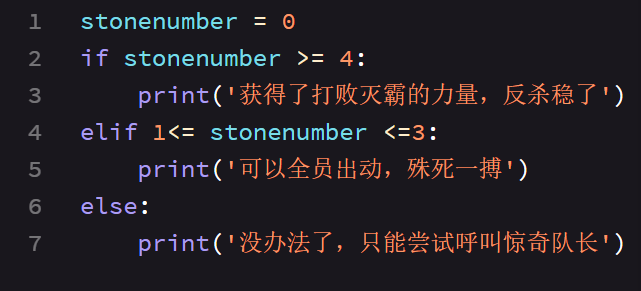 1 stonenumber = 0
2 if stonenumber >= 4:
3     print('获得了打败灭霸的力量，反杀稳了')
4 elif 1<= stonenumber <=3:
5     print('可以全员出动，殊死一搏')
6 else:
7     print('没办法了，只能尝试呼叫惊奇队长')